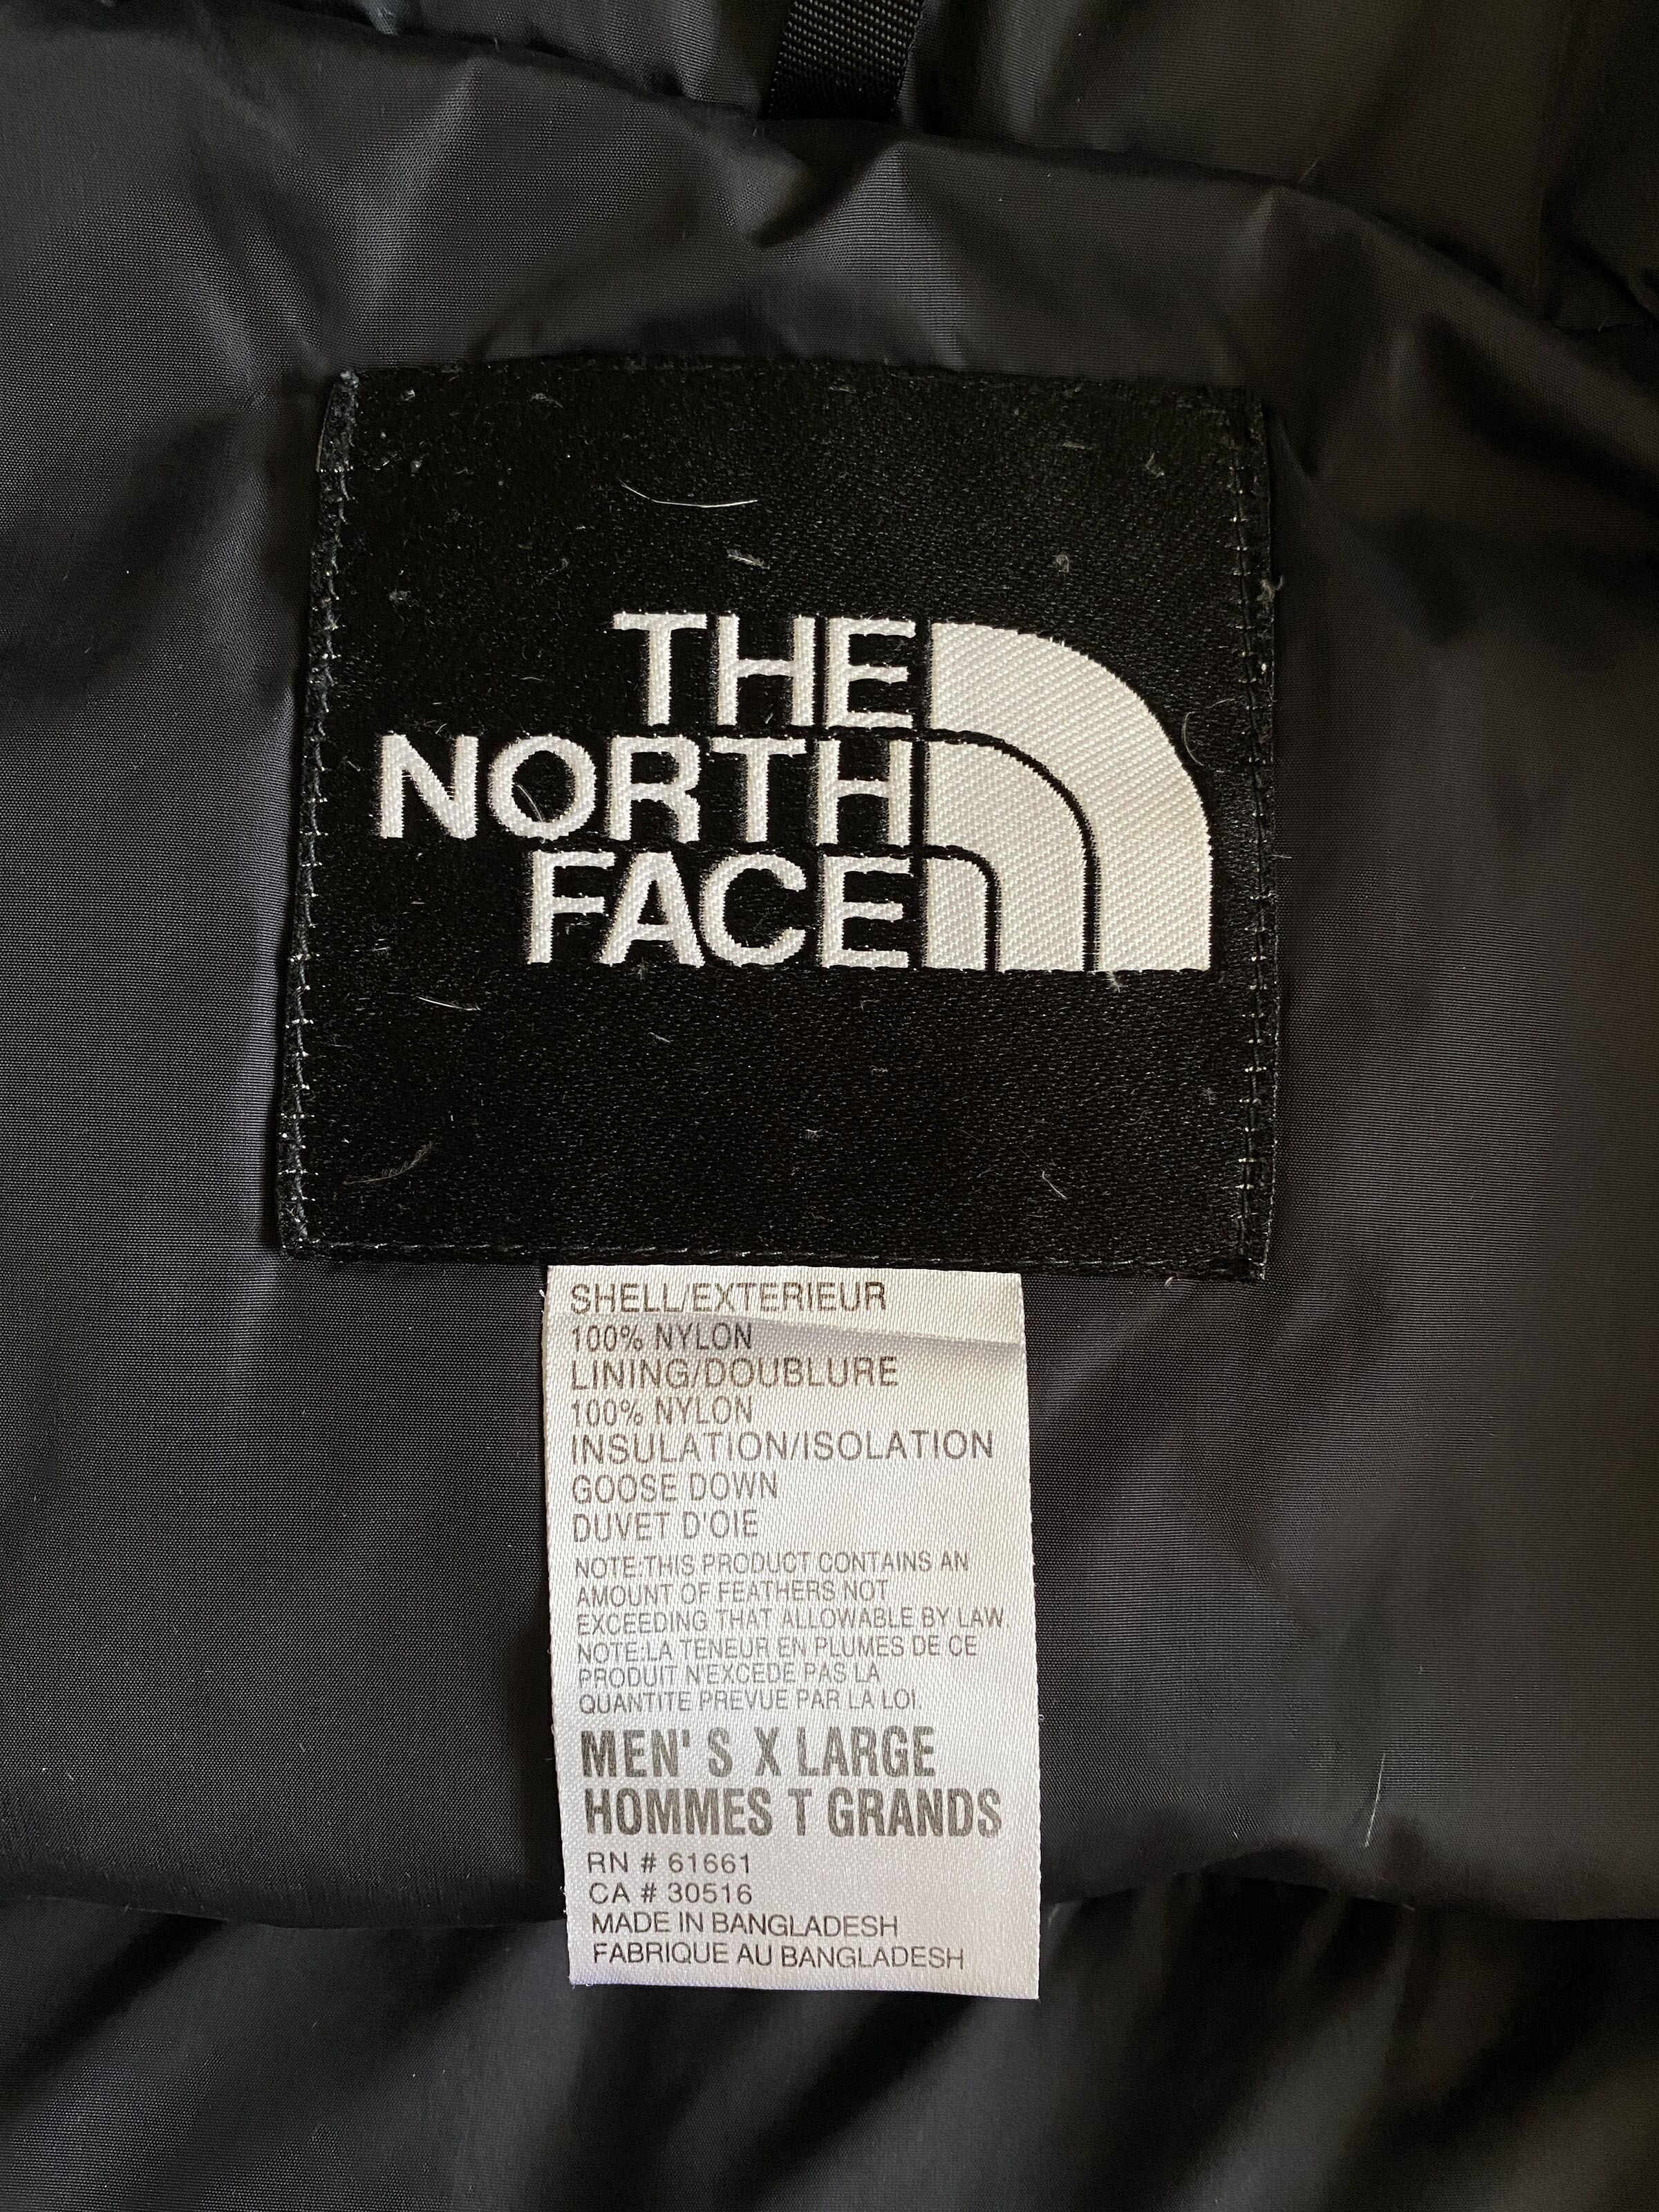 THE
NORTH
FACE
SHELL/EXTERIEUR
100% NYLON
LINING/DOUBLURE
100% NYLON
INSULATION/ISOLATION
GOOSE DOWN
DUVET D'OIE
NOTE:THIS PRODUCT CONTAINS AN
AMOUNT OF FEATHERS NOT
EXCEEDING THAT ALLOWABLE BY LAW.
NOTE:LA TENEUR EN PLUMES DE CE
PRODUIT N'EXCEDE PAS LA
QUANTITE PREVUE PAR LA LOI.
MEN' S X LARGE
HOMMES T GRANDS
RN # 61661
CA # 30516
MADE IN BANGLADESH
FABRIQUE AU BANGLADESH